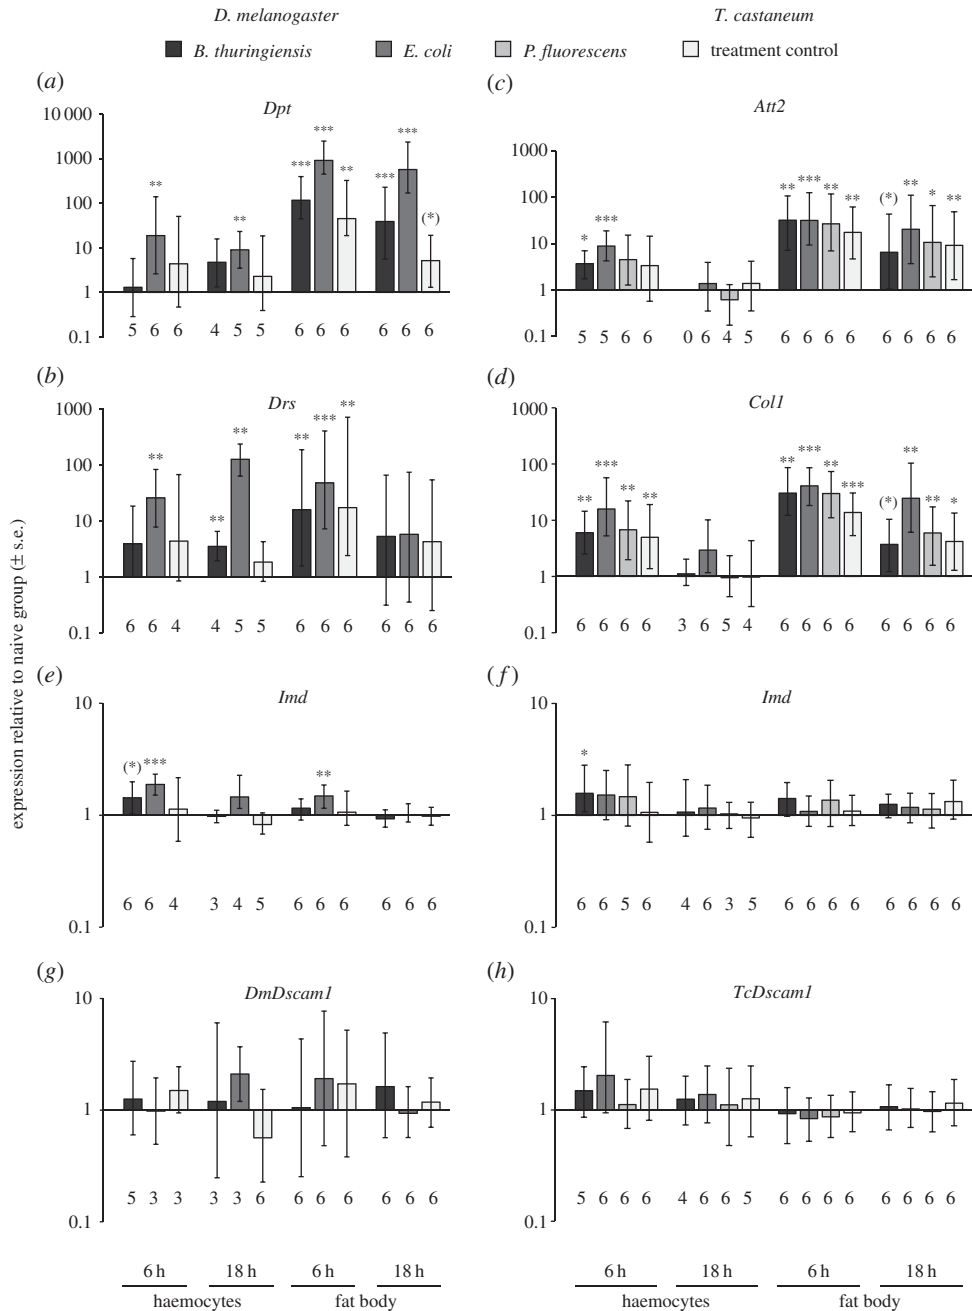 D. melanogaster T. castaneum
B. thuringiensis E. coli P. fluorescens treatment control
(a) (c)
Dpt Att2
10 000
1000
100
10
1
0.1
** ** *** *** ** *** *** (*)
5 6 6 4 5 5 6 6 6 6 6 6
1000
100
10
1
0.1
* *** ** *** ** ** (*) ** * **
5 5 6 6 0 6 4 5 6 6 6 6 6 6 6 6
(b) (d)
Drs Col1
1000
100
10
1
0.1
** ** ** ** *** **
6 6 4 4 5 5 6 6 6 6 6 6
1000
100
10
1
0.1
** *** ** ** ** *** ** *** (*) ** ** *
6 6 6 6 3 6 5 4 6 6 6 6 6 6 6 6
expression relative to naive group (± s.e.)
(e) (f)
Imd Imd
10
1
0.1
(*) *** **
6 6 4 3 4 5 6 6 6 6 6 6
10
1
0.1
*
6 6 5 6 4 6 3 5 6 6 6 6 6 6 6 6
(g) (h)
DmDscam1 TcDscam1
10
1
0.1
5 3 3 3 3 6 6 6 6 6 6 6
10
1
0.1
5 6 6 6 4 6 6 5 6 6 6 6 6 6 6 6
6 h 18 h 6 h 18 h 6 h 18 h 6 h 18 h
haemocytes fat body haemocytes fat body